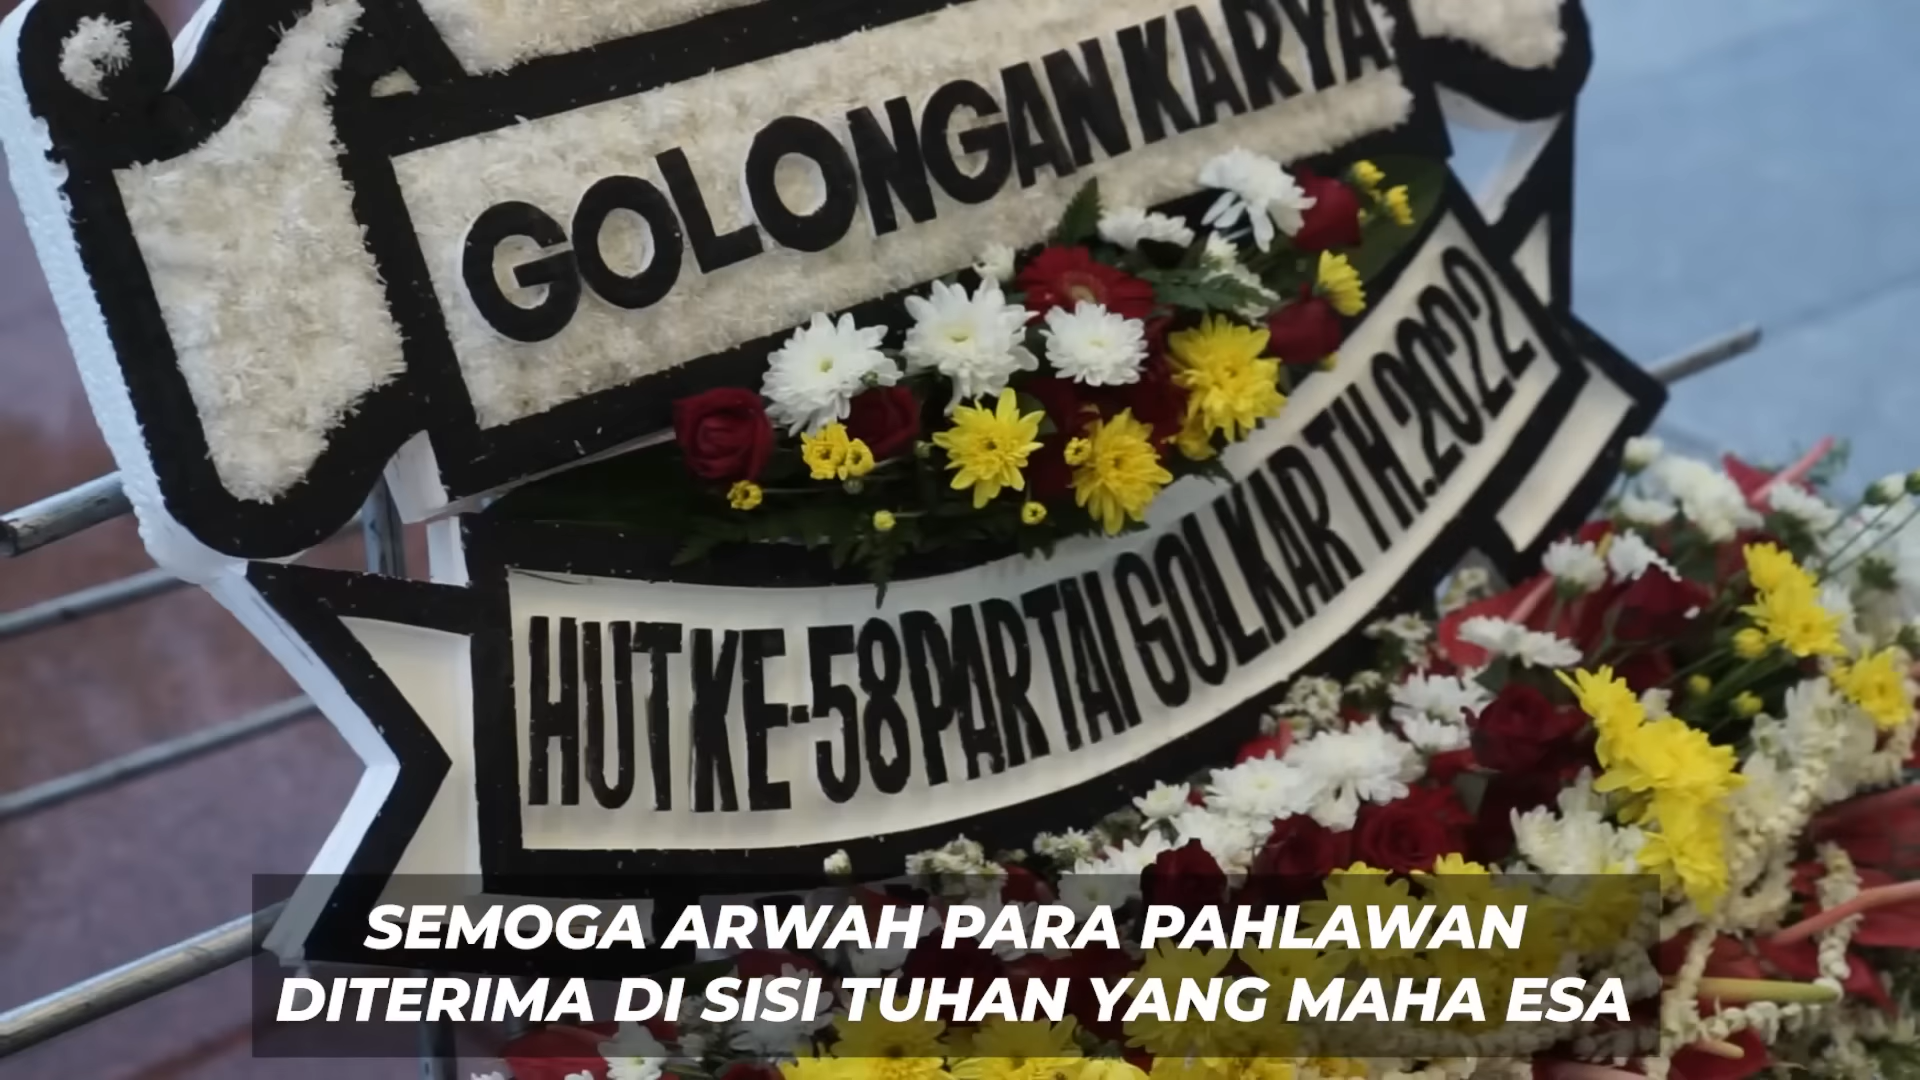 GOLONGAN KARYA
HUT KE-58 PARTAI GOLKAR TH.2022
SEMOGA ARWAH PARA PAHLAWAN
DITERIMA DI SISI TUHAN YANG MAHA ESA